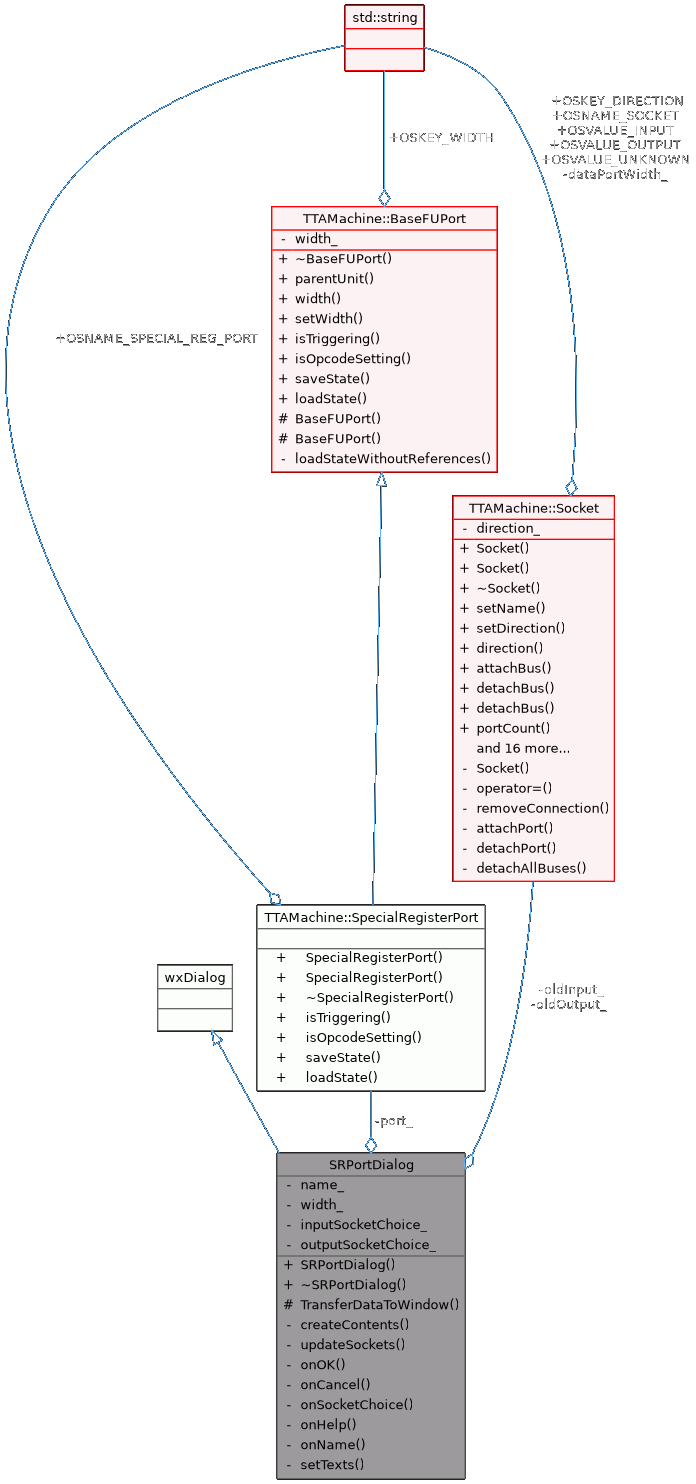 std::string
+OSKEY_DIRECTION
+OSNAME_SOCKET
+OSVALUE_INPUT
+OSVALUE_OUTPUT
+OSVALUE_UNKNOWN
-dataPortWidth_
+OSKEY_WIDTH
TTAMachine::BaseFUPort
- width_
+ ~BaseFUPort()
+ parentUnit()
+ width()
+ setWidth()
+ isTriggering()
+ isOpcodeSetting()
+ saveState()
+ loadState()
# BaseFUPort()
# BaseFUPort()
- loadStateWithoutReferences()
+OSNAME_SPECIAL_REG_PORT
TTAMachine::Socket
- direction_
+ Socket()
+ Socket()
+ ~Socket()
+ setName()
+ setDirection()
+ direction()
+ attachBus()
+ detachBus()
+ detachBus()
+ portCount()
and 16 more...
- Socket()
- operator=()
- removeConnection()
- attachPort()
- detachPort()
- detachAllBuses()
TTAMachine::SpecialRegisterPort
+ SpecialRegisterPort()
+ SpecialRegisterPort()
+ ~SpecialRegisterPort()
+ isTriggering()
+ isOpcodeSetting()
+ saveState()
+ loadState()
wxDialog
-oldInput_
-oldOutput_
-port_
SRPortDialog
- name_
- width_
- inputSocketChoice_
- outputSocketChoice_
+ SRPortDialog()
+ ~SRPortDialog()
# TransferDataToWindow()
- createContents()
- updateSockets()
- onOK()
- onCancel()
- onSocketChoice()
- onHelp()
- onName()
- setTexts()